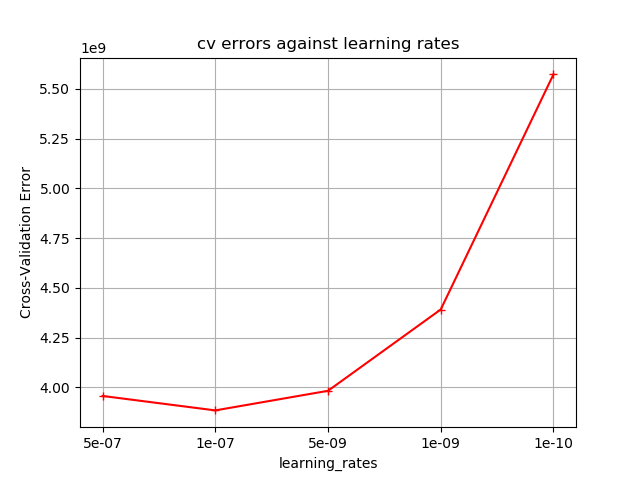 cv errors against learning rates
1e9
5.50
5.25
5.00
4.75
4.50
4.25
4.00
Cross-Validation Error
5e-07 1e-07 5e-09 1e-09 1e-10
learning_rates